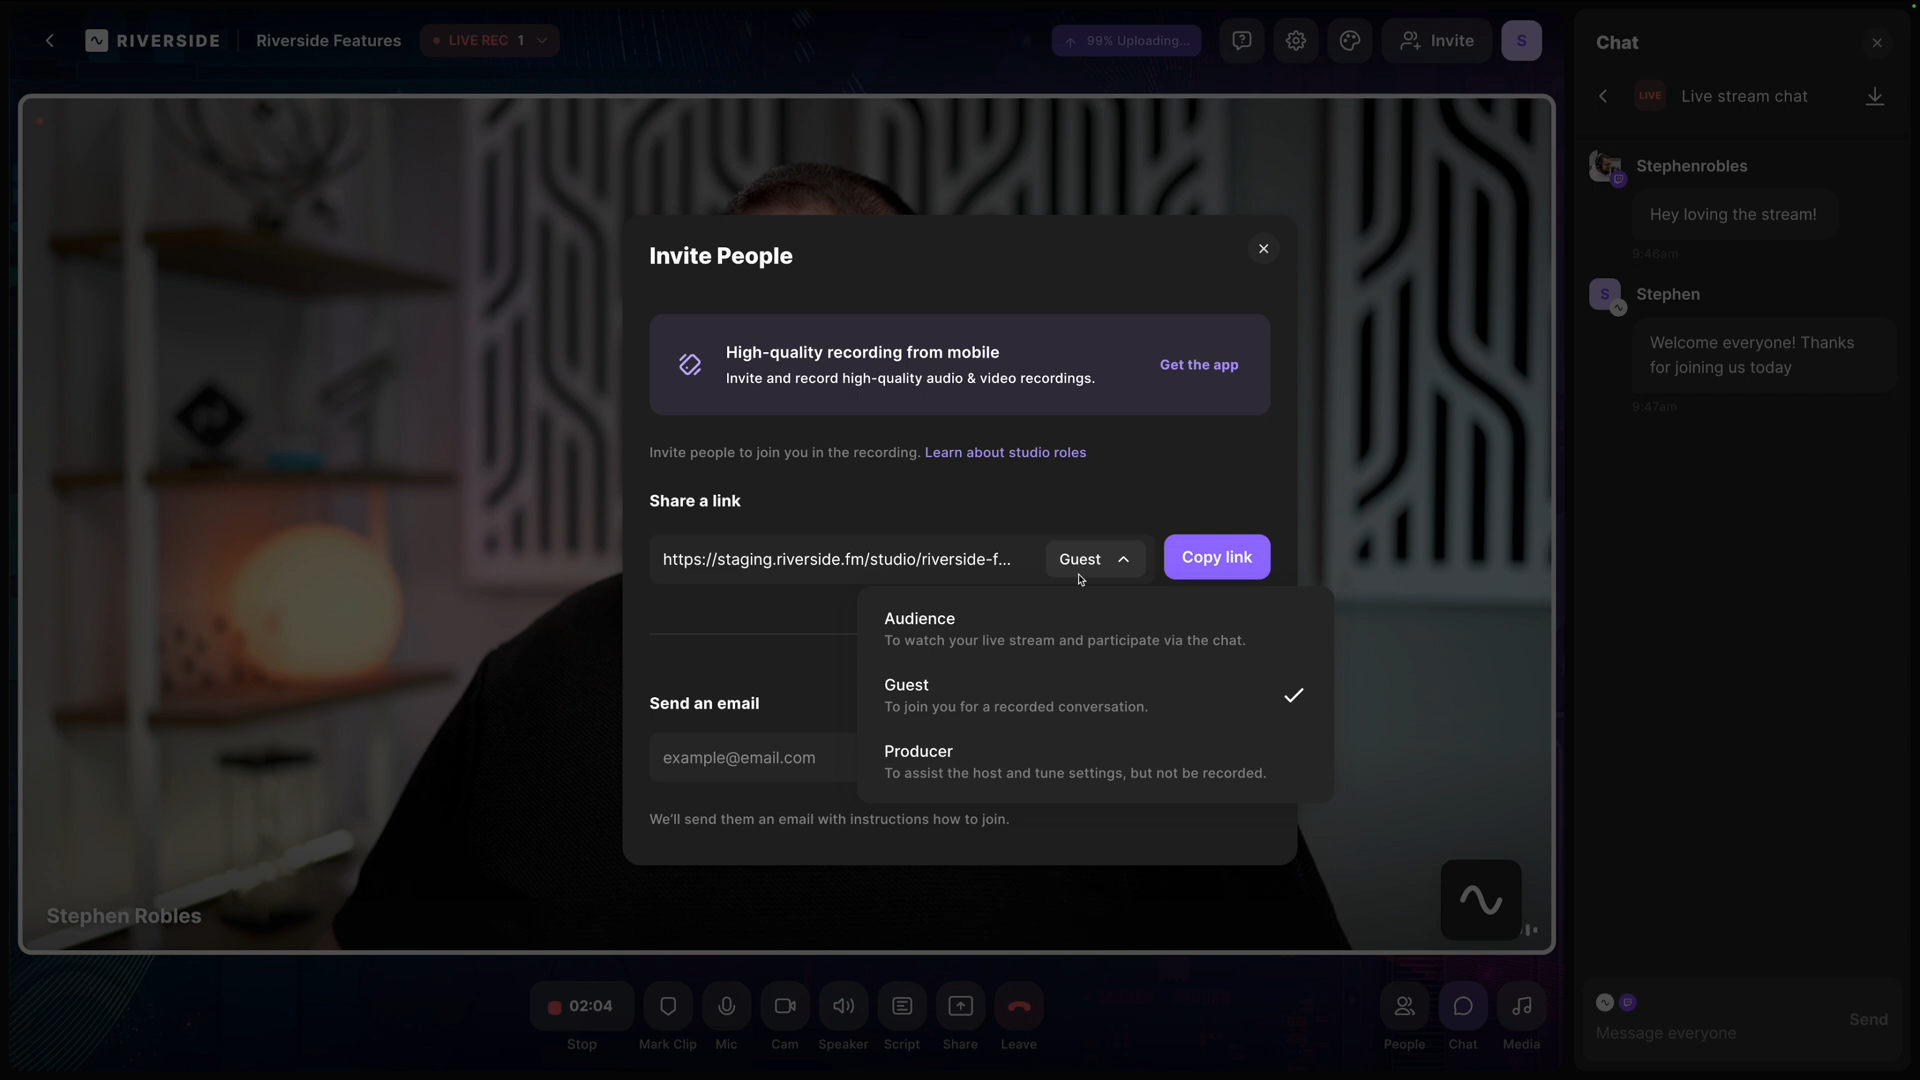 RIVERSIDE
Riverside Features
LIVE REC 1
99% Uploading...
Invite
S
Chat
LIVE
Live stream chat
Stephenrobles
Hey loving the stream!
9:46am
S
Stephen
Welcome everyone! Thanks
for joining us today
9:47am
Invite People
High-quality recording from mobile
Invite and record high-quality audio & video recordings.
Get the app
Invite people to join you in the recording. Learn about studio roles
Share a link
https://staging.riverside.fm/studio/riverside-f...
Guest
Copy link
Audience
To watch your live stream and participate via the chat.
Guest
To join you for a recorded conversation.
Producer
To assist the host and tune settings, but not be recorded.
Send an email
example@email.com
We'll send them an email with instructions how to join.
Stephen Robles
02:04
Stop
Mark Clip
Mic
Cam
Speaker
Script
Share
Leave
People
Chat
Media
Message everyone
Send